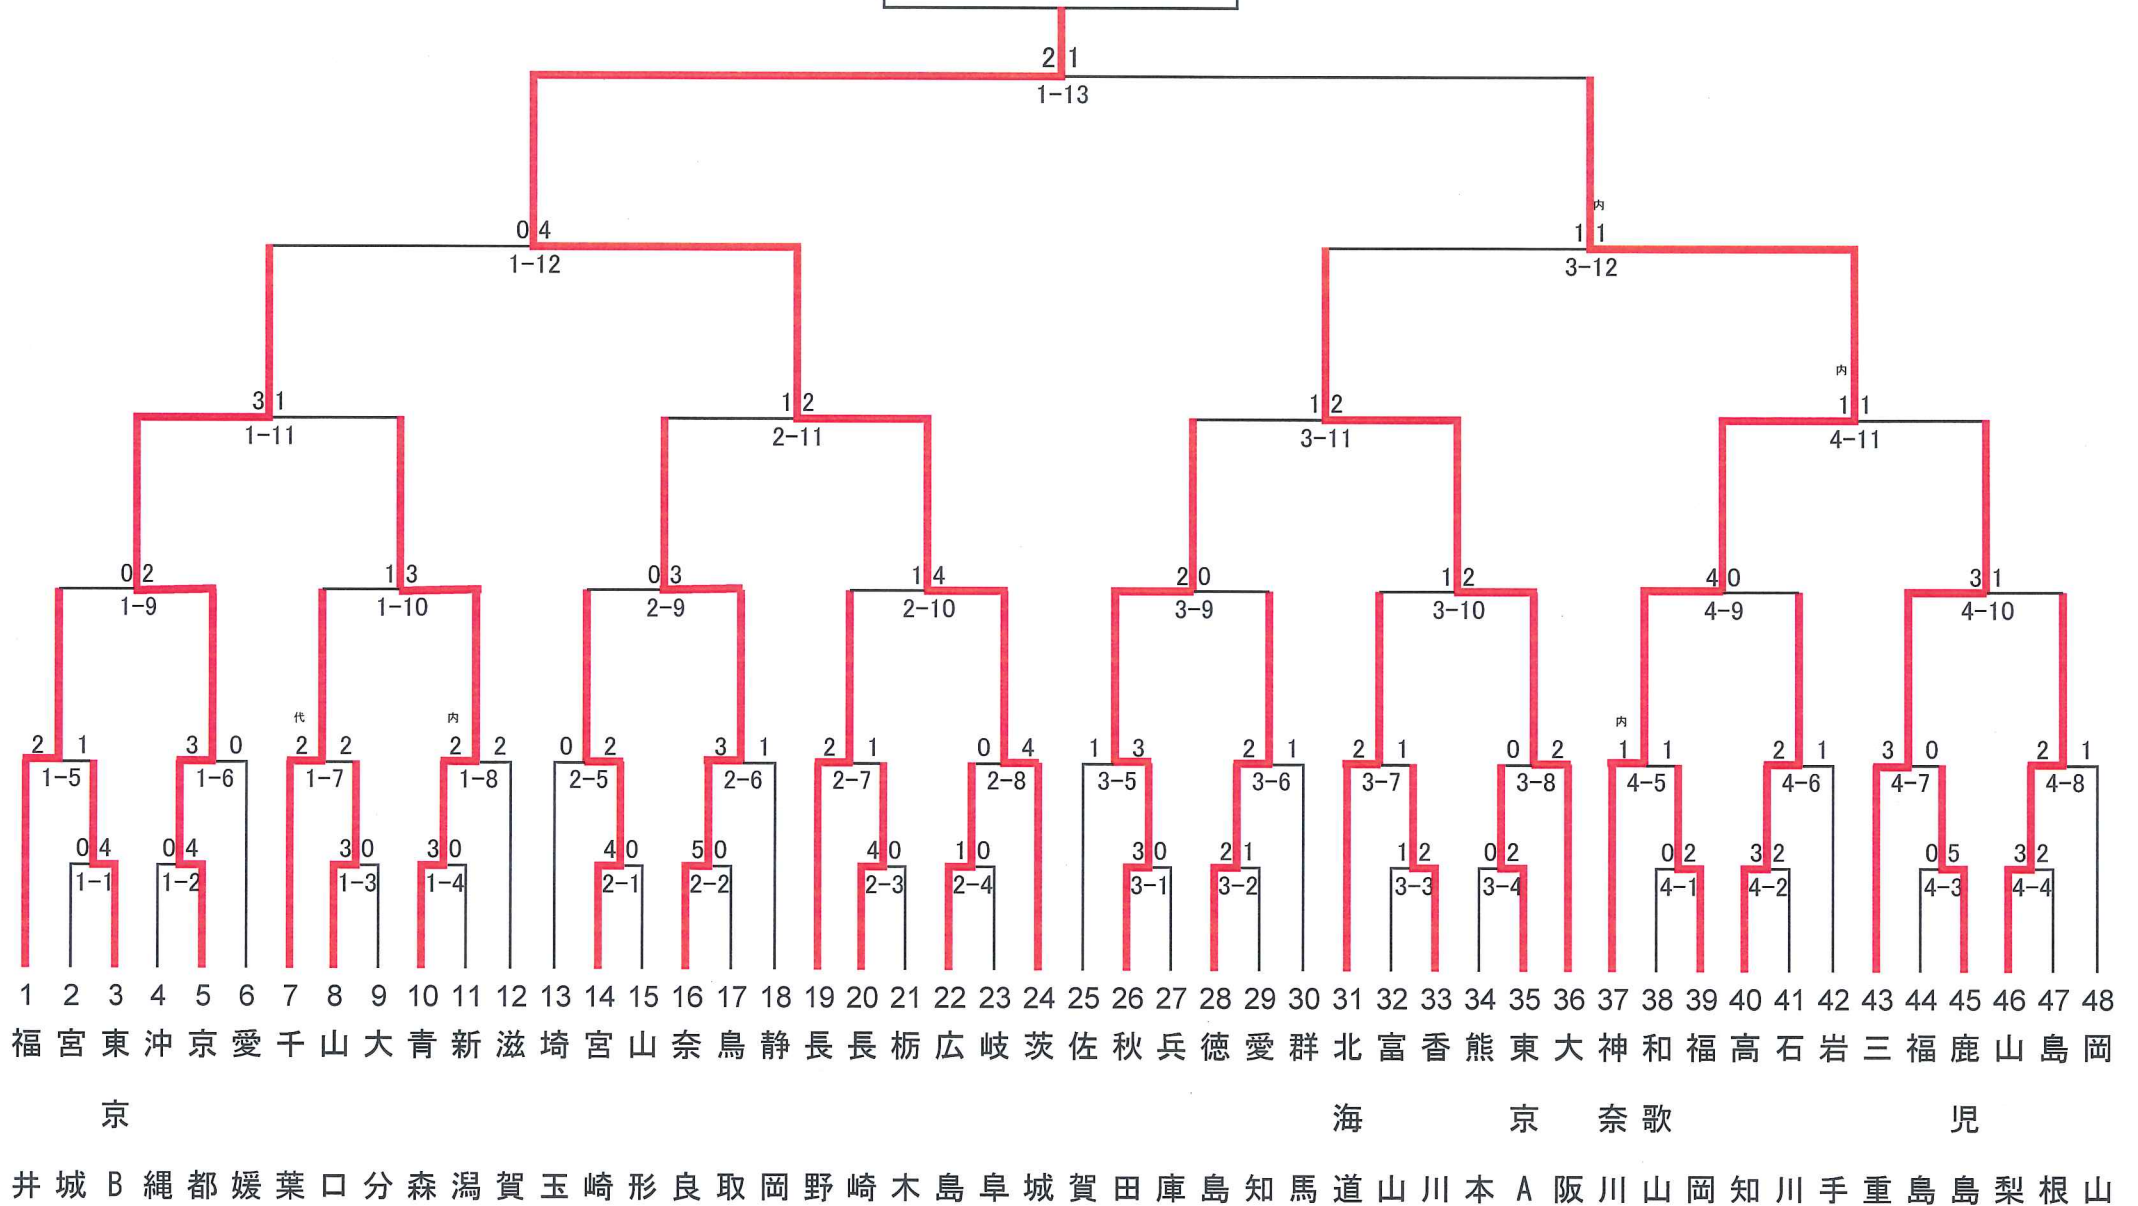 2 1
1-13
内
0 4
1 1
1-12
3-12
内
3 1
1 2
1 2
1 1
1-11
2-11
3-11
4-11
0 2
1 3
0 3
1 4
2 0
1 2
4 0
3 1
1-9
1-10
2-9
2-10
3-9
3-10
4-9
4-10
代
内
内
2 1
3 0
2 2
2 2
0 2
3 1
2 1
0 4
1 3
2 1
2 1
0 2
1 1
2 1
3 0
2 1
1-5
1-6
1-7
1-8
2-5
2-6
2-7
2-8
3-5
3-6
3-7
3-8
4-5
4-6
4-7
4-8
0 4
0 4
3 0
3 0
4 0
5 0
4 0
1 0
3 0
2 1
1 2
0 2
0 2
3 2
0 5
3 2
1-1
1-2
1-3
1-4
2-1
2-2
2-3
2-4
3-1
3-2
3-3
3-4
4-1
4-2
4-3
4-4
1 2 3 4 5 6 7 8 9 10 11 12 13 14 15 16 17 18 19 20 21 22 23 24 25 26 27 28 29 30 31 32 33 34 35 36 37 38 39 40 41 42 43 44 45 46 47 48
福井
宮城
東京B
沖縄
京都
愛媛
千葉
山口
大分
青森
新潟
滋賀
埼玉
宮崎
山形
奈良
鳥取
静岡
長野
長崎
栃木
広島
岐阜
茨城
佐賀
秋田
兵庫
徳島
愛知
群馬
北海道
富山
香川
熊本
東京A
大阪
神奈川
和歌山
福岡
高知
石川
岩手
三重
福島
鹿児島
山梨
島根
岡山